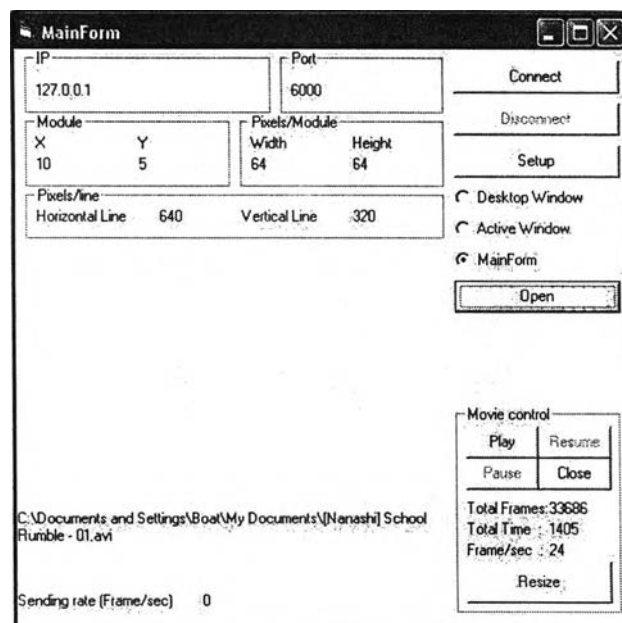 MainForm
IP
127.0.0.1
Port
6000
Connect
Disconnect
Setup
Module
X Y
10 5
Pixels/Module
Width Height
64 64
Pixels/line
Horizontal Line 640 Vertical Line 320
Desktop Window
Active Window
MainForm
Open
Movie control
Play Resume
Pause Close
Total Frames:33686
Total Time : 1405
Frame/sec : 24
Resize
C:\Documents and Settings\Boat\My Documents\[Nanashi] School
Rumble - 01.avi
Sending rate (Frame/sec) 0